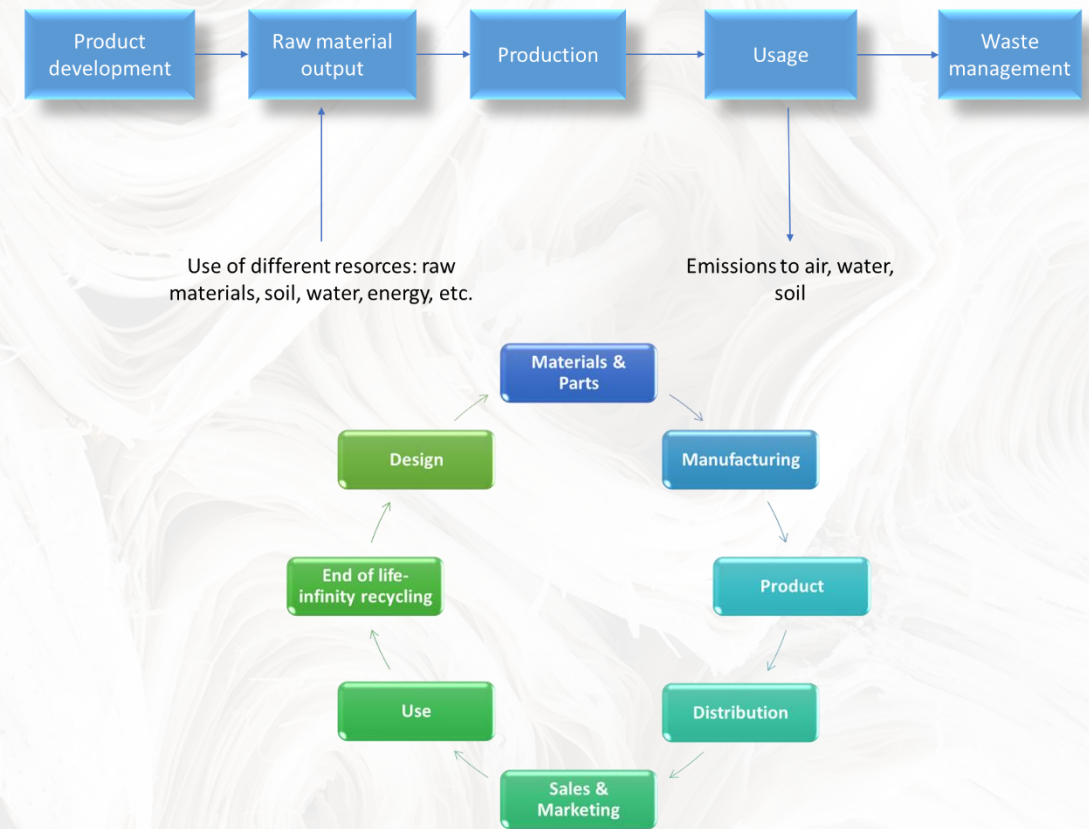 Product
development
Raw material
output
Production
Usage
Waste
management
Use of different resorces: raw
materials, soil, water, energy, etc.
Emissions to air, water,
soil
Materials &
Parts
Manufacturing
Product
Distribution
Sales &
Marketing
Use
End of life-
infinity recycling
Design